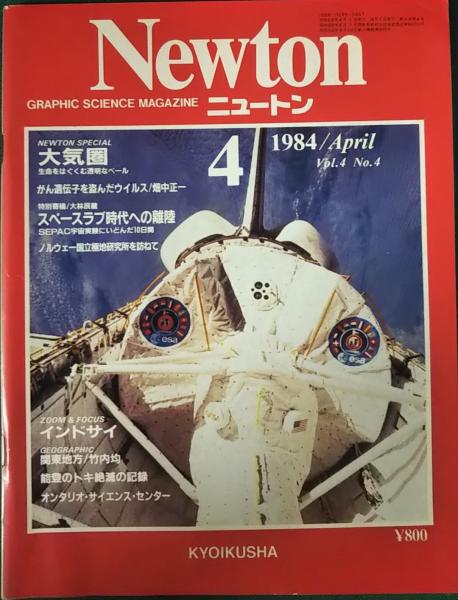 Newton
GRAPHIC SCIENCE MAGAZINE ニュートン
NEWTON SPECIAL
大気圏
生命をはぐくむ透明なベール
4
1984/April
Vol.4 No.4
がん遺伝子を盗んだウイルス/畑中正一
特別寄稿/大林辰蔵
スペースラブ時代への離陸
SEPAC宇宙実験にいどんだ10日間
ノルウェー国立極地研究所を訪ねて
esa
esa
ZOOM & FOCUS
インドサイ
GEOGRAPHIC
関東地方/竹内均
能登のトキ絶滅の記録
オンタリオ・サイエンス・センター
¥800
KYOIKUSHA